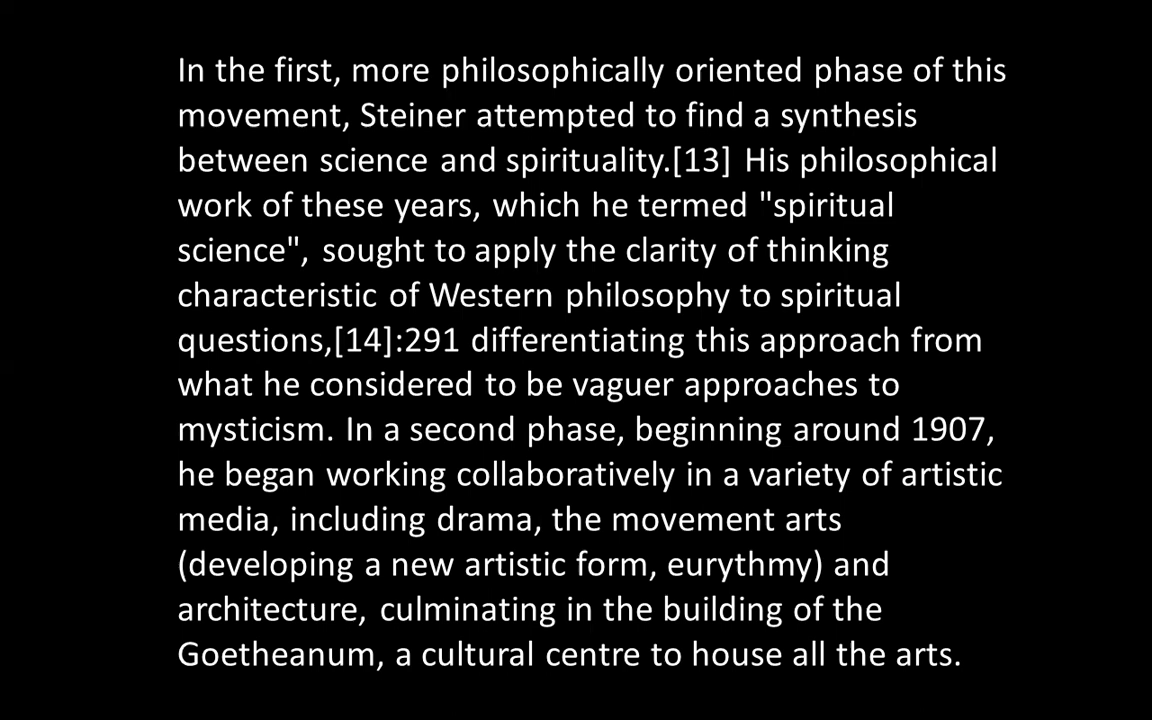 In the first, more philosophically oriented phase of this
movement, Steiner attempted to find a synthesis
between science and spirituality.[13] His philosophical
work of these years, which he termed "spiritual
science", sought to apply the clarity of thinking
characteristic of Western philosophy to spiritual
questions,[14]:291 differentiating this approach from
what he considered to be vaguer approaches to
mysticism. In a second phase, beginning around 1907,
he began working collaboratively in a variety of artistic
media, including drama, the movement arts
(developing a new artistic form, eurythmy) and
architecture, culminating in the building of the
Goetheanum, a cultural centre to house all the arts.